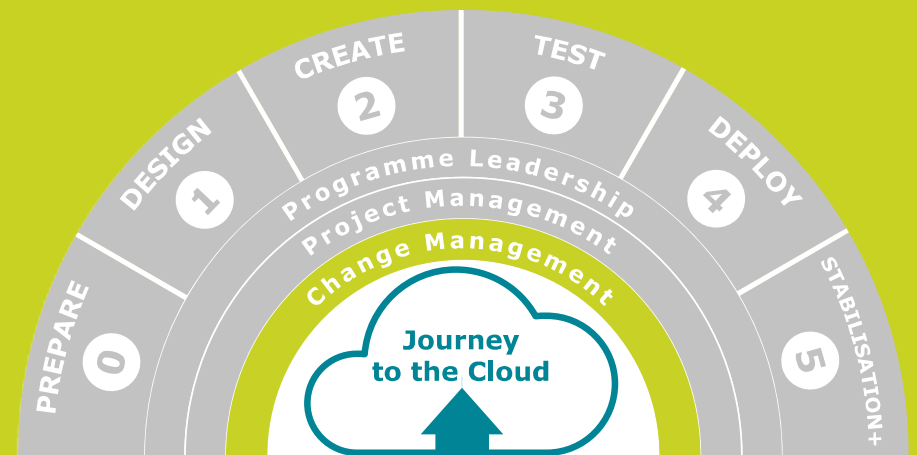 PREPARE
0
DESIGN
1
CREATE
2
TEST
3
DEPLOY
4
STABILISATION+
5
Programme Leadership
Project Management
Change Management
Journey
to the Cloud